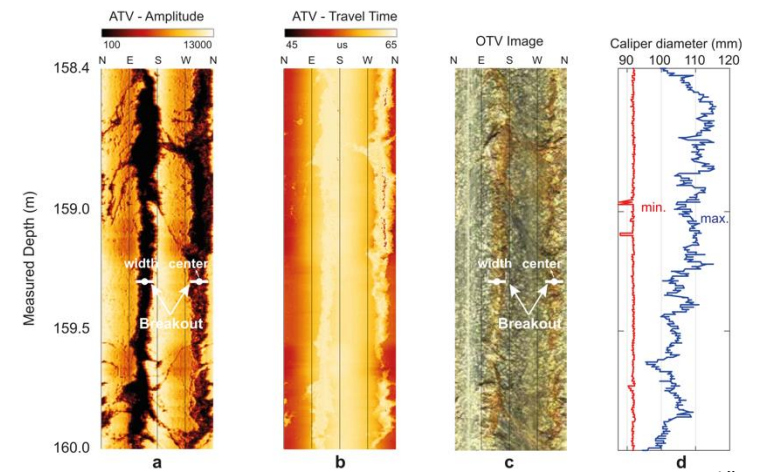 ATV - Amplitude
100 13000
N E S W N
ATV - Travel Time
45 us 65
N E S W N
OTV Image
N E S W N
Caliper diameter (mm)
90 100 110 120
Measured Depth (m)
158.4
159.0
159.5
160.0
width center
Breakout
width center
Breakout
min.
max.
a b c d